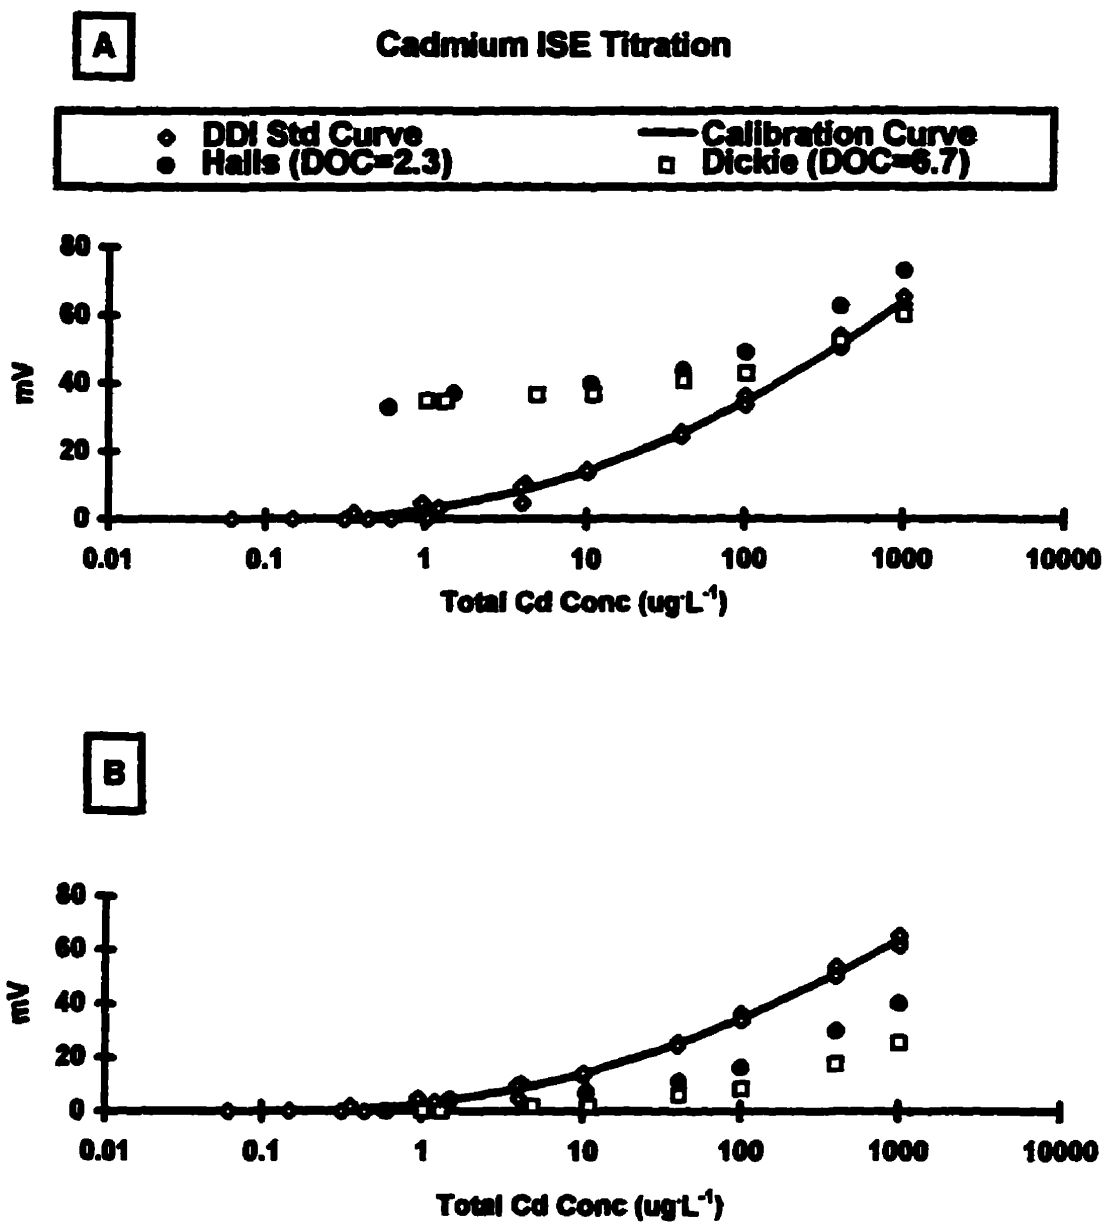 A
Cadmium ISE Titration
DDI Std Curve
Calibration Curve
Halls (DOC=2.3)
Dickie (DOC=6.7)
80
60
40
20
0
mV
0.01 0.1 1 10 100 1000 10000
Total Cd Conc (ug·L⁻¹)
B
80
60
40
20
0
mV
0.01 0.1 1 10 100 1000 10000
Total Cd Conc (ug·L⁻¹)